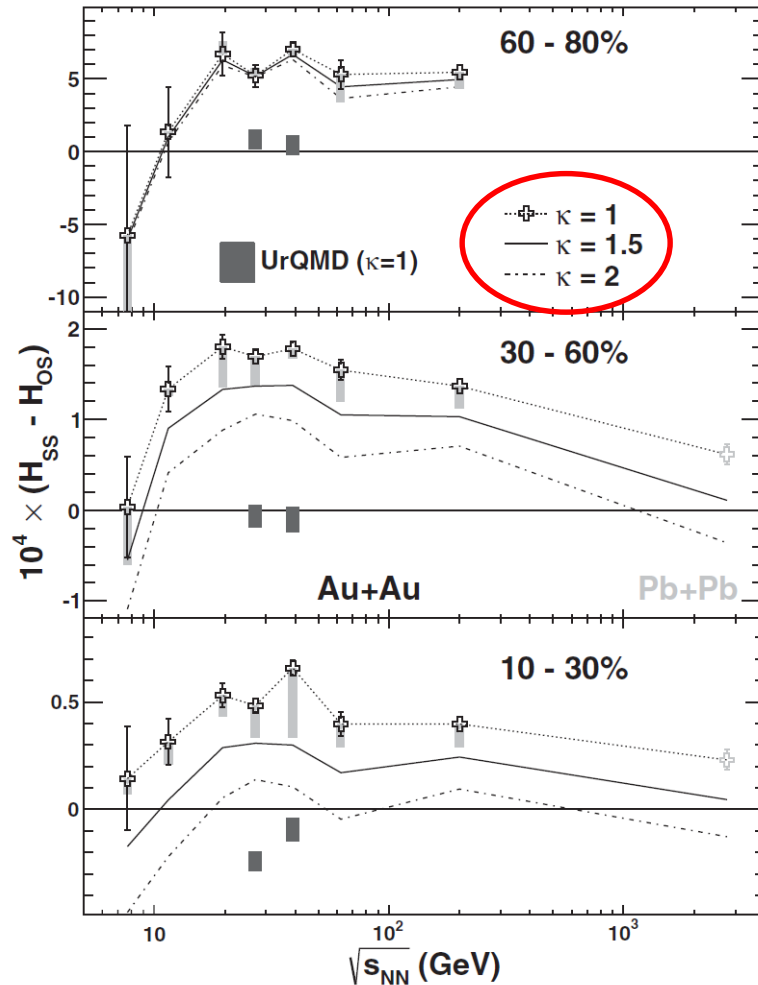 60 - 80%
5
0
-5
-10
κ = 1
κ = 1.5
κ = 2
UrQMD (κ=1)
30 - 60%
2
1
0
-1
10⁴ × (H_SS - H_OS)
Au+Au
Pb+Pb
10 - 30%
0.5
0
10
10²
10³
√s_NN (GeV)